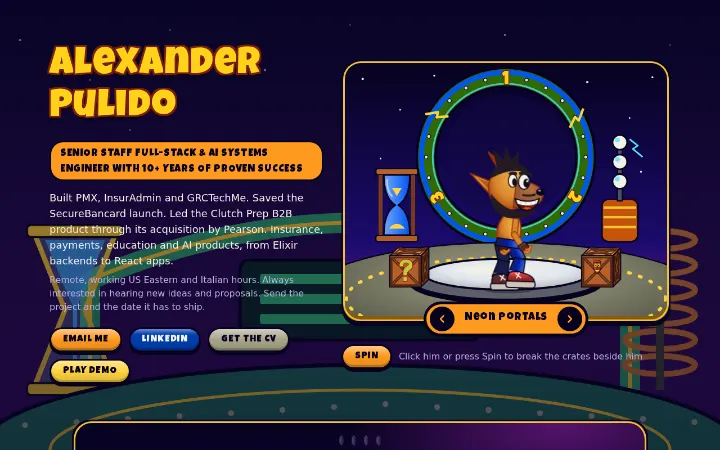 ALEXANDER
PULIDO
SENIOR STAFF FULL-STACK & AI SYSTEMS
ENGINEER WITH 10+ YEARS OF PROVEN SUCCESS
Built PMX, InsurAdmin and GRCTechMe. Saved the
SecureBancard launch. Led the Clutch Prep B2B
product through its acquisition by Pearson. Insurance,
payments, education and AI products, from Elixir
backends to React apps.
Remote, working US Eastern and Italian hours. Always
interested in hearing new ideas and proposals. Send the
project and the date it has to ship.
EMAIL ME
LINKEDIN
GET THE CV
PLAY DEMO
1
2
3
?
NEON PORTALS
SPIN
Click him or press Spin to break the crates beside him